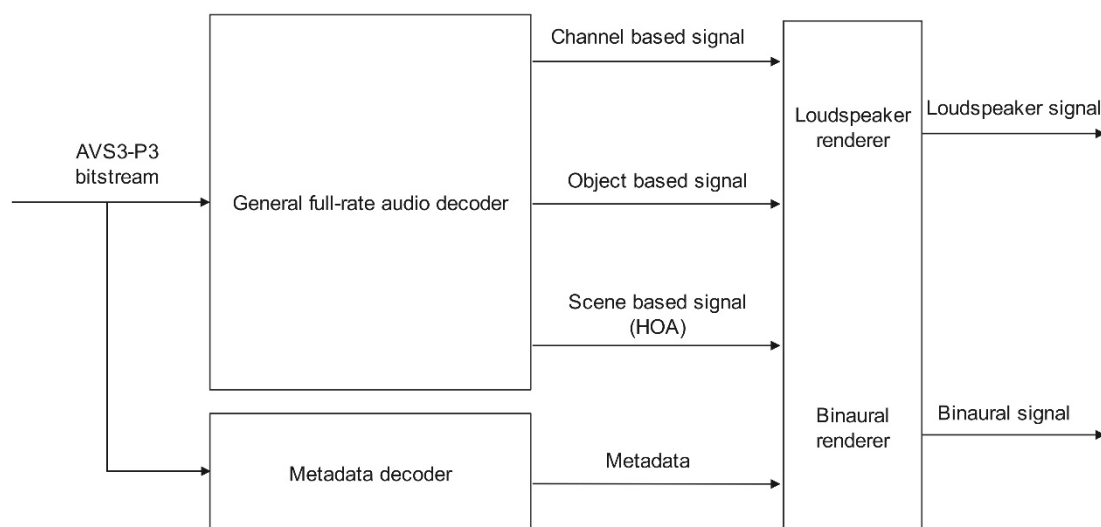 Channel based signal
Loudspeaker
renderer
Loudspeaker signal
AVS3-P3
bitstream
General full-rate audio decoder
Object based signal
Scene based signal
(HOA)
Binaural
renderer
Binaural signal
Metadata decoder
Metadata